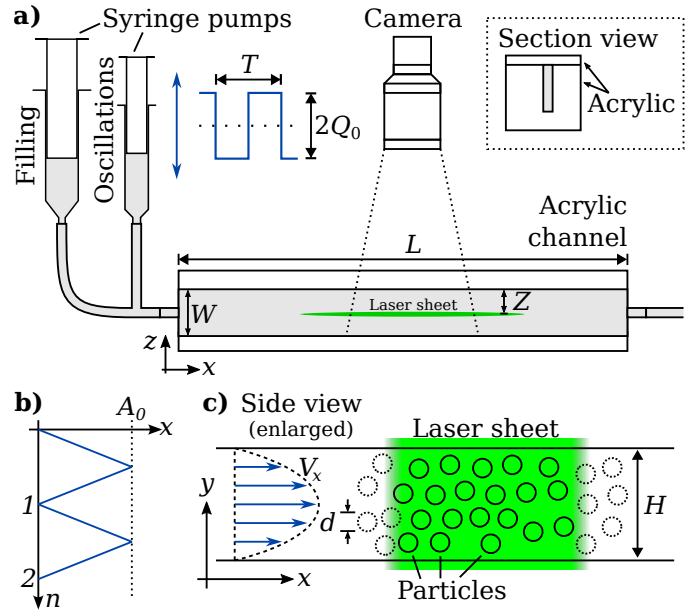 a)
Syringe pumps
Filling
Oscillations
T
2Q0
Camera
Section view
Acrylic
Acrylic
channel
L
W
Laser sheet
Z
z
x
b)
A0
x
1
2
n
c)
Side view
(enlarged)
Laser sheet
Vx
y
d
H
x
Particles